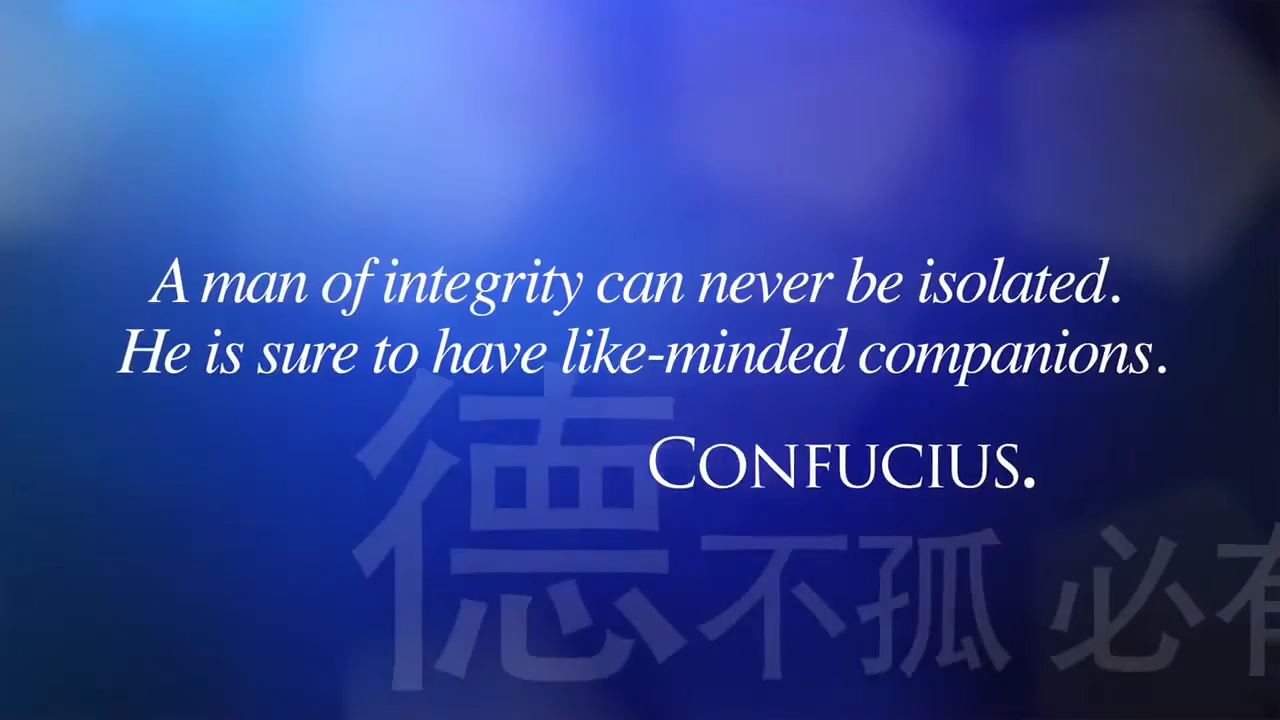 A man of integrity can never be isolated.
He is sure to have like-minded companions.
CONFUCIUS.
德不孤 必有